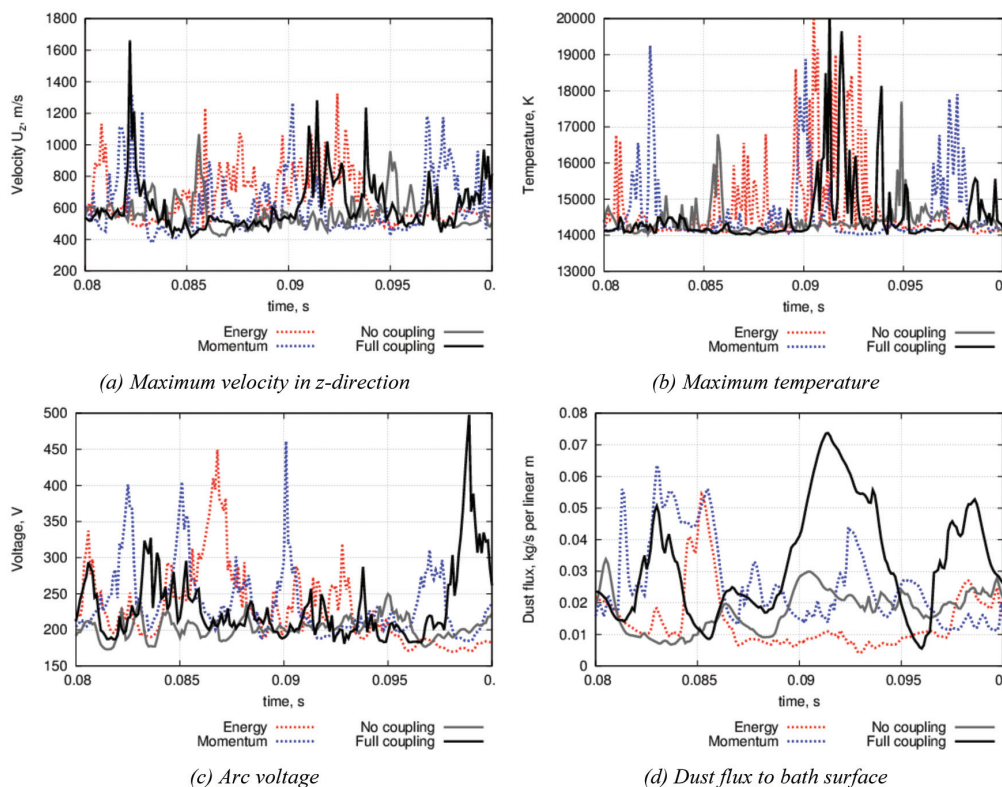 1800
1600
1400
1200
1000
800
600
400
200
Velocity Uz, m/s
0.08 0.085 0.09 0.095 0.
time, s
Energy No coupling
Momentum Full coupling
(a) Maximum velocity in z-direction
20000
19000
18000
17000
16000
15000
14000
13000
Temperature, K
0.08 0.085 0.09 0.095 0.
time, s
Energy No coupling
Momentum Full coupling
(b) Maximum temperature
500
450
400
350
300
250
200
150
Voltage, V
0.08 0.085 0.09 0.095 0.
time, s
Energy No coupling
Momentum Full coupling
(c) Arc voltage
0.08
0.07
0.06
0.05
0.04
0.03
0.02
0.01
0
Dust flux, kg/s per linear m
0.08 0.085 0.09 0.095 0.
time, s
Energy No coupling
Momentum Full coupling
(d) Dust flux to bath surface